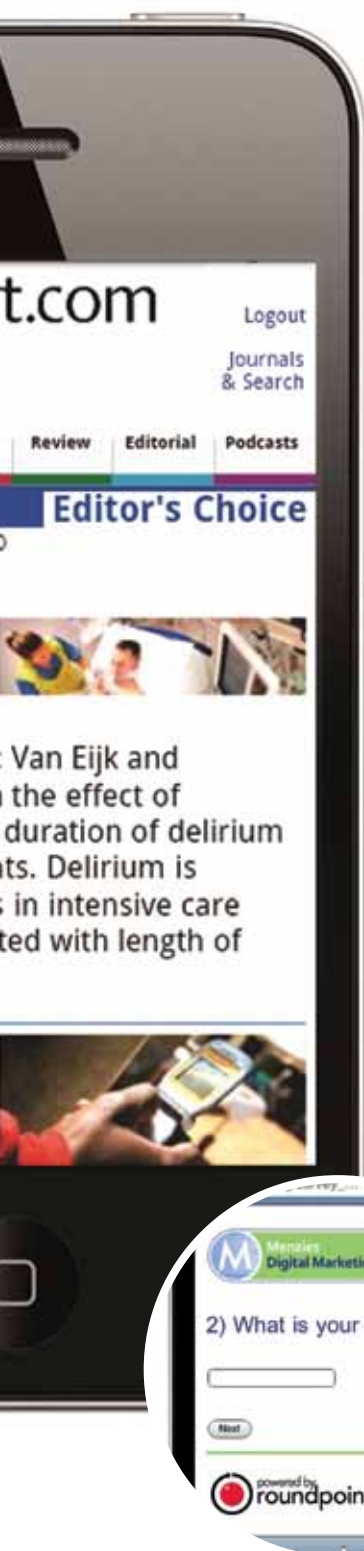 t.com
Logout
Journals
& Search
Review Editorial Podcasts
Editor's Choice
: Van Eijk and
the effect of
duration of delirium
ts. Delirium is
s in intensive care
ted with length of
Menzies
Digital Marketi
2) What is your
Next
powered by
roundpoin